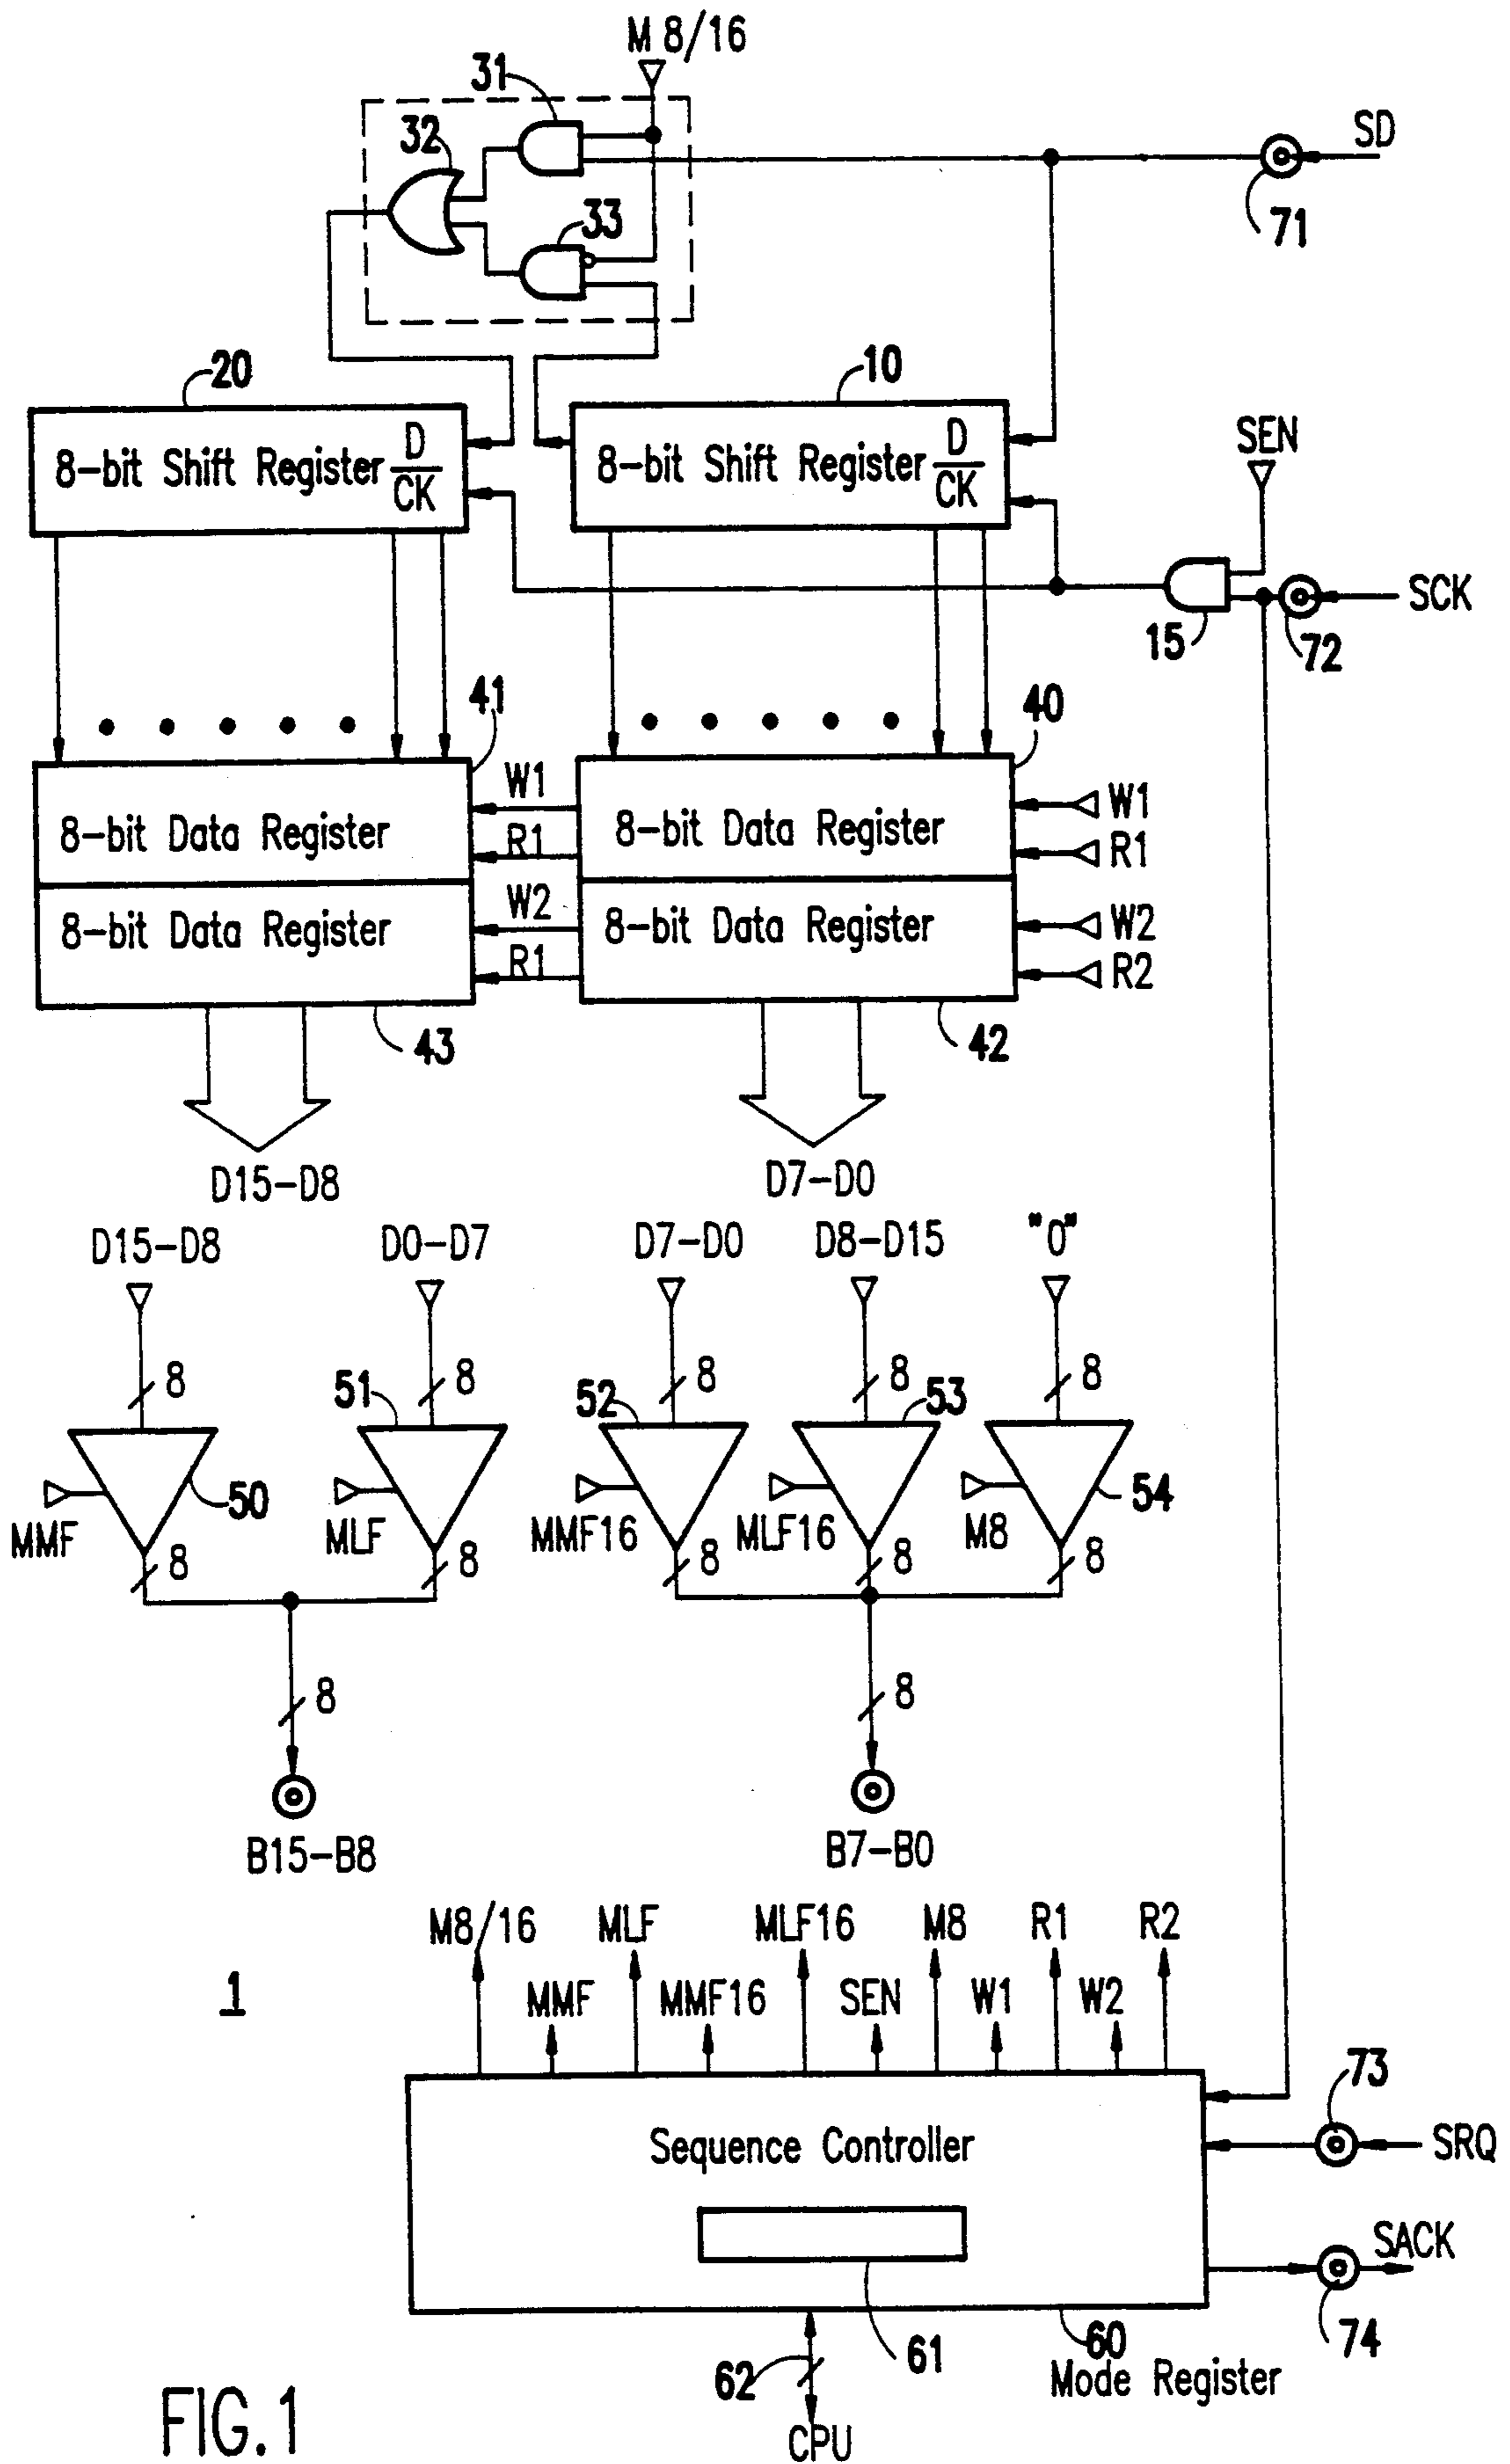 M 8/16
31
SD
32
71
33
20
10
8-bit Shift Register D
CK
8-bit Shift Register D
CK
SEN
SCK
15
72
41
40
W1
W1
8-bit Data Register
8-bit Data Register
R1
R1
W2
W2
8-bit Data Register
8-bit Data Register
R1
R2
43
42
D15-D8
D7-D0
D15-D8
D0-D7
D7-D0
D8-D15
"0"
8
8
8
8
8
51
52
53
50
54
MMF
MLF
MMF16
MLF16
M8
8
8
8
8
8
8
8
B15-B8
B7-B0
M8/16
MLF
MLF16
M8
R1
R2
1
MMF
MMF16
SEN
W1
W2
73
Sequence Controller
SRQ
SACK
74
62
61
60
Mode Register
CPU
FIG. 1